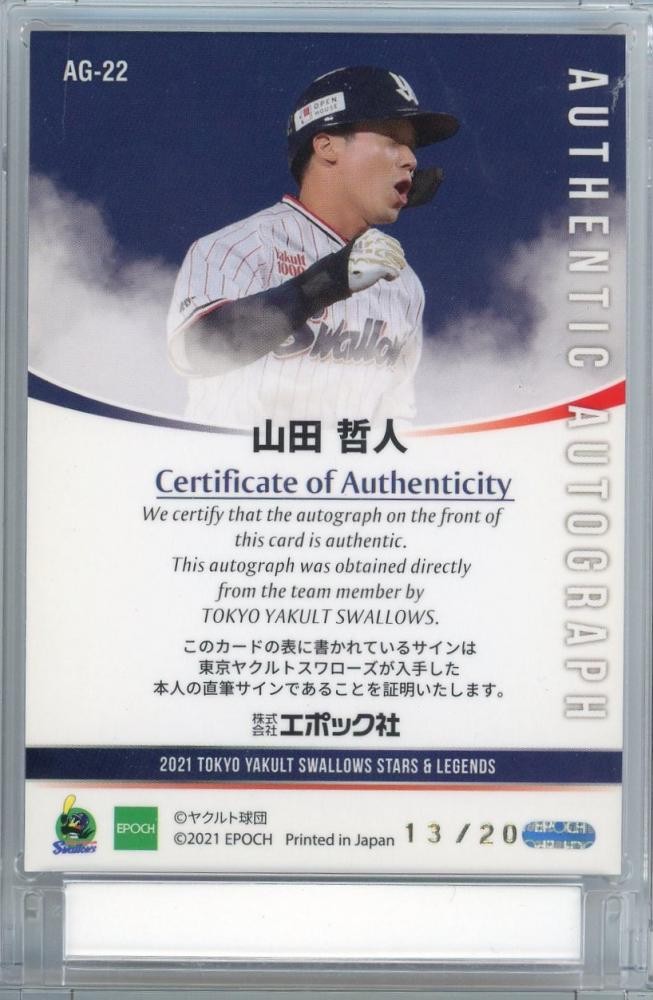 AG-22
OPEN
HOUSE
Yakult
1000
Swallo
AUTHENTIC AUTOGRAPH
山田 哲人
Certificate of Authenticity
We certify that the autograph on the front of
this card is authentic.
This autograph was obtained directly
from the team member by
TOKYO YAKULT SWALLOWS.
このカードの表に書かれているサインは
東京ヤクルトスワローズが入手した
本人の直筆サインであることを証明いたします。
株式会社エポック社
2021 TOKYO YAKULT SWALLOWS STARS & LEGENDS
Swallows
EPOCH
©ヤクルト球団
©2021 EPOCH Printed in Japan 13/20
EPOCH